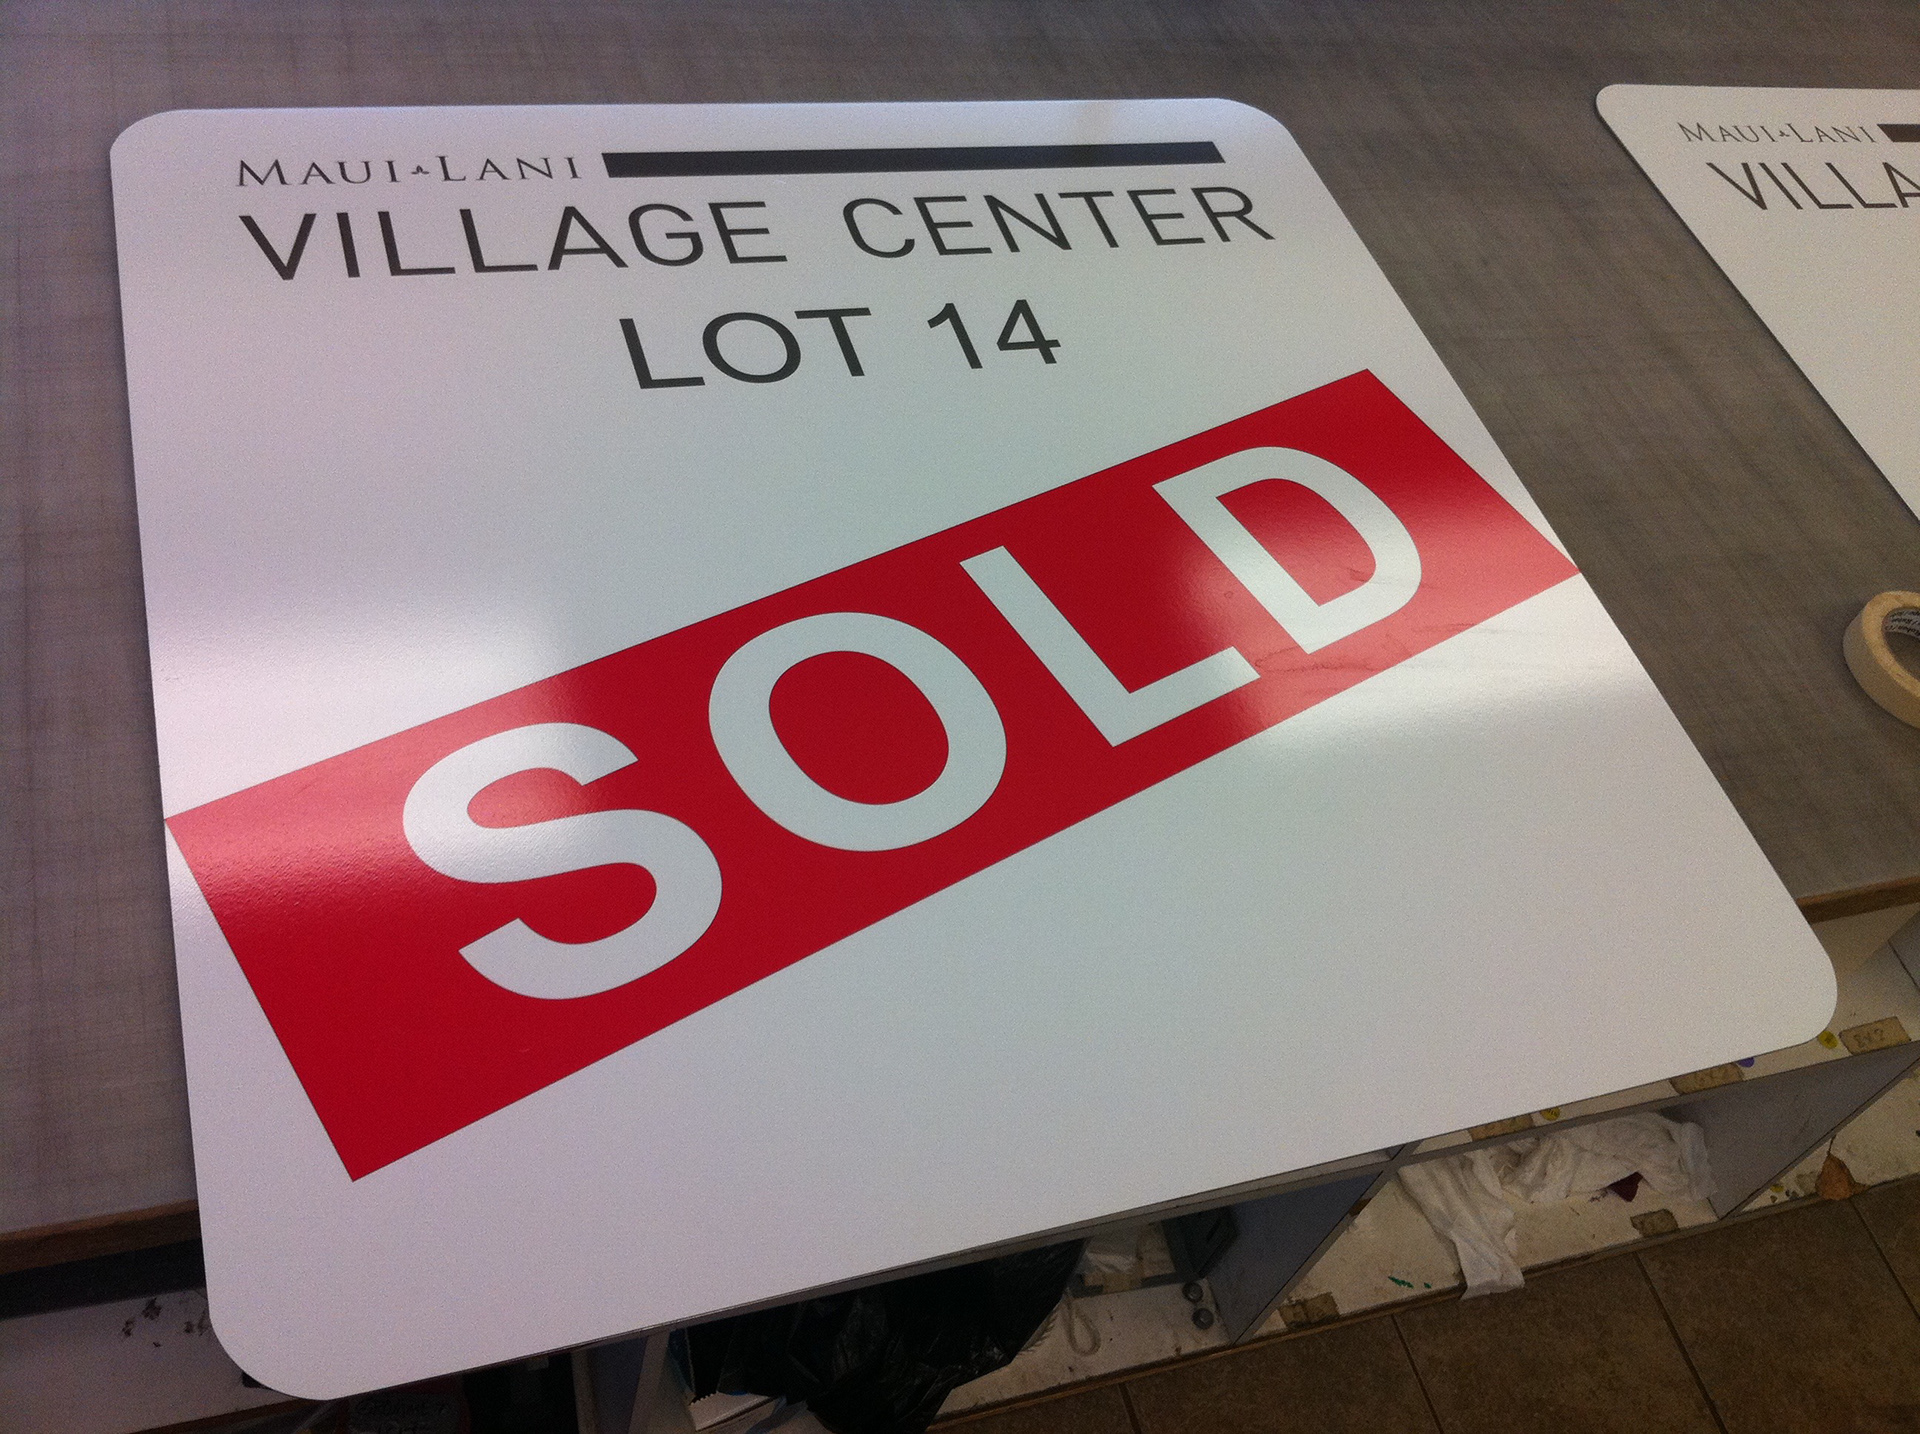 MAUI LANI
VILLAGE CENTER
LOT 14
SOLD
MAUI LANI
VILLA